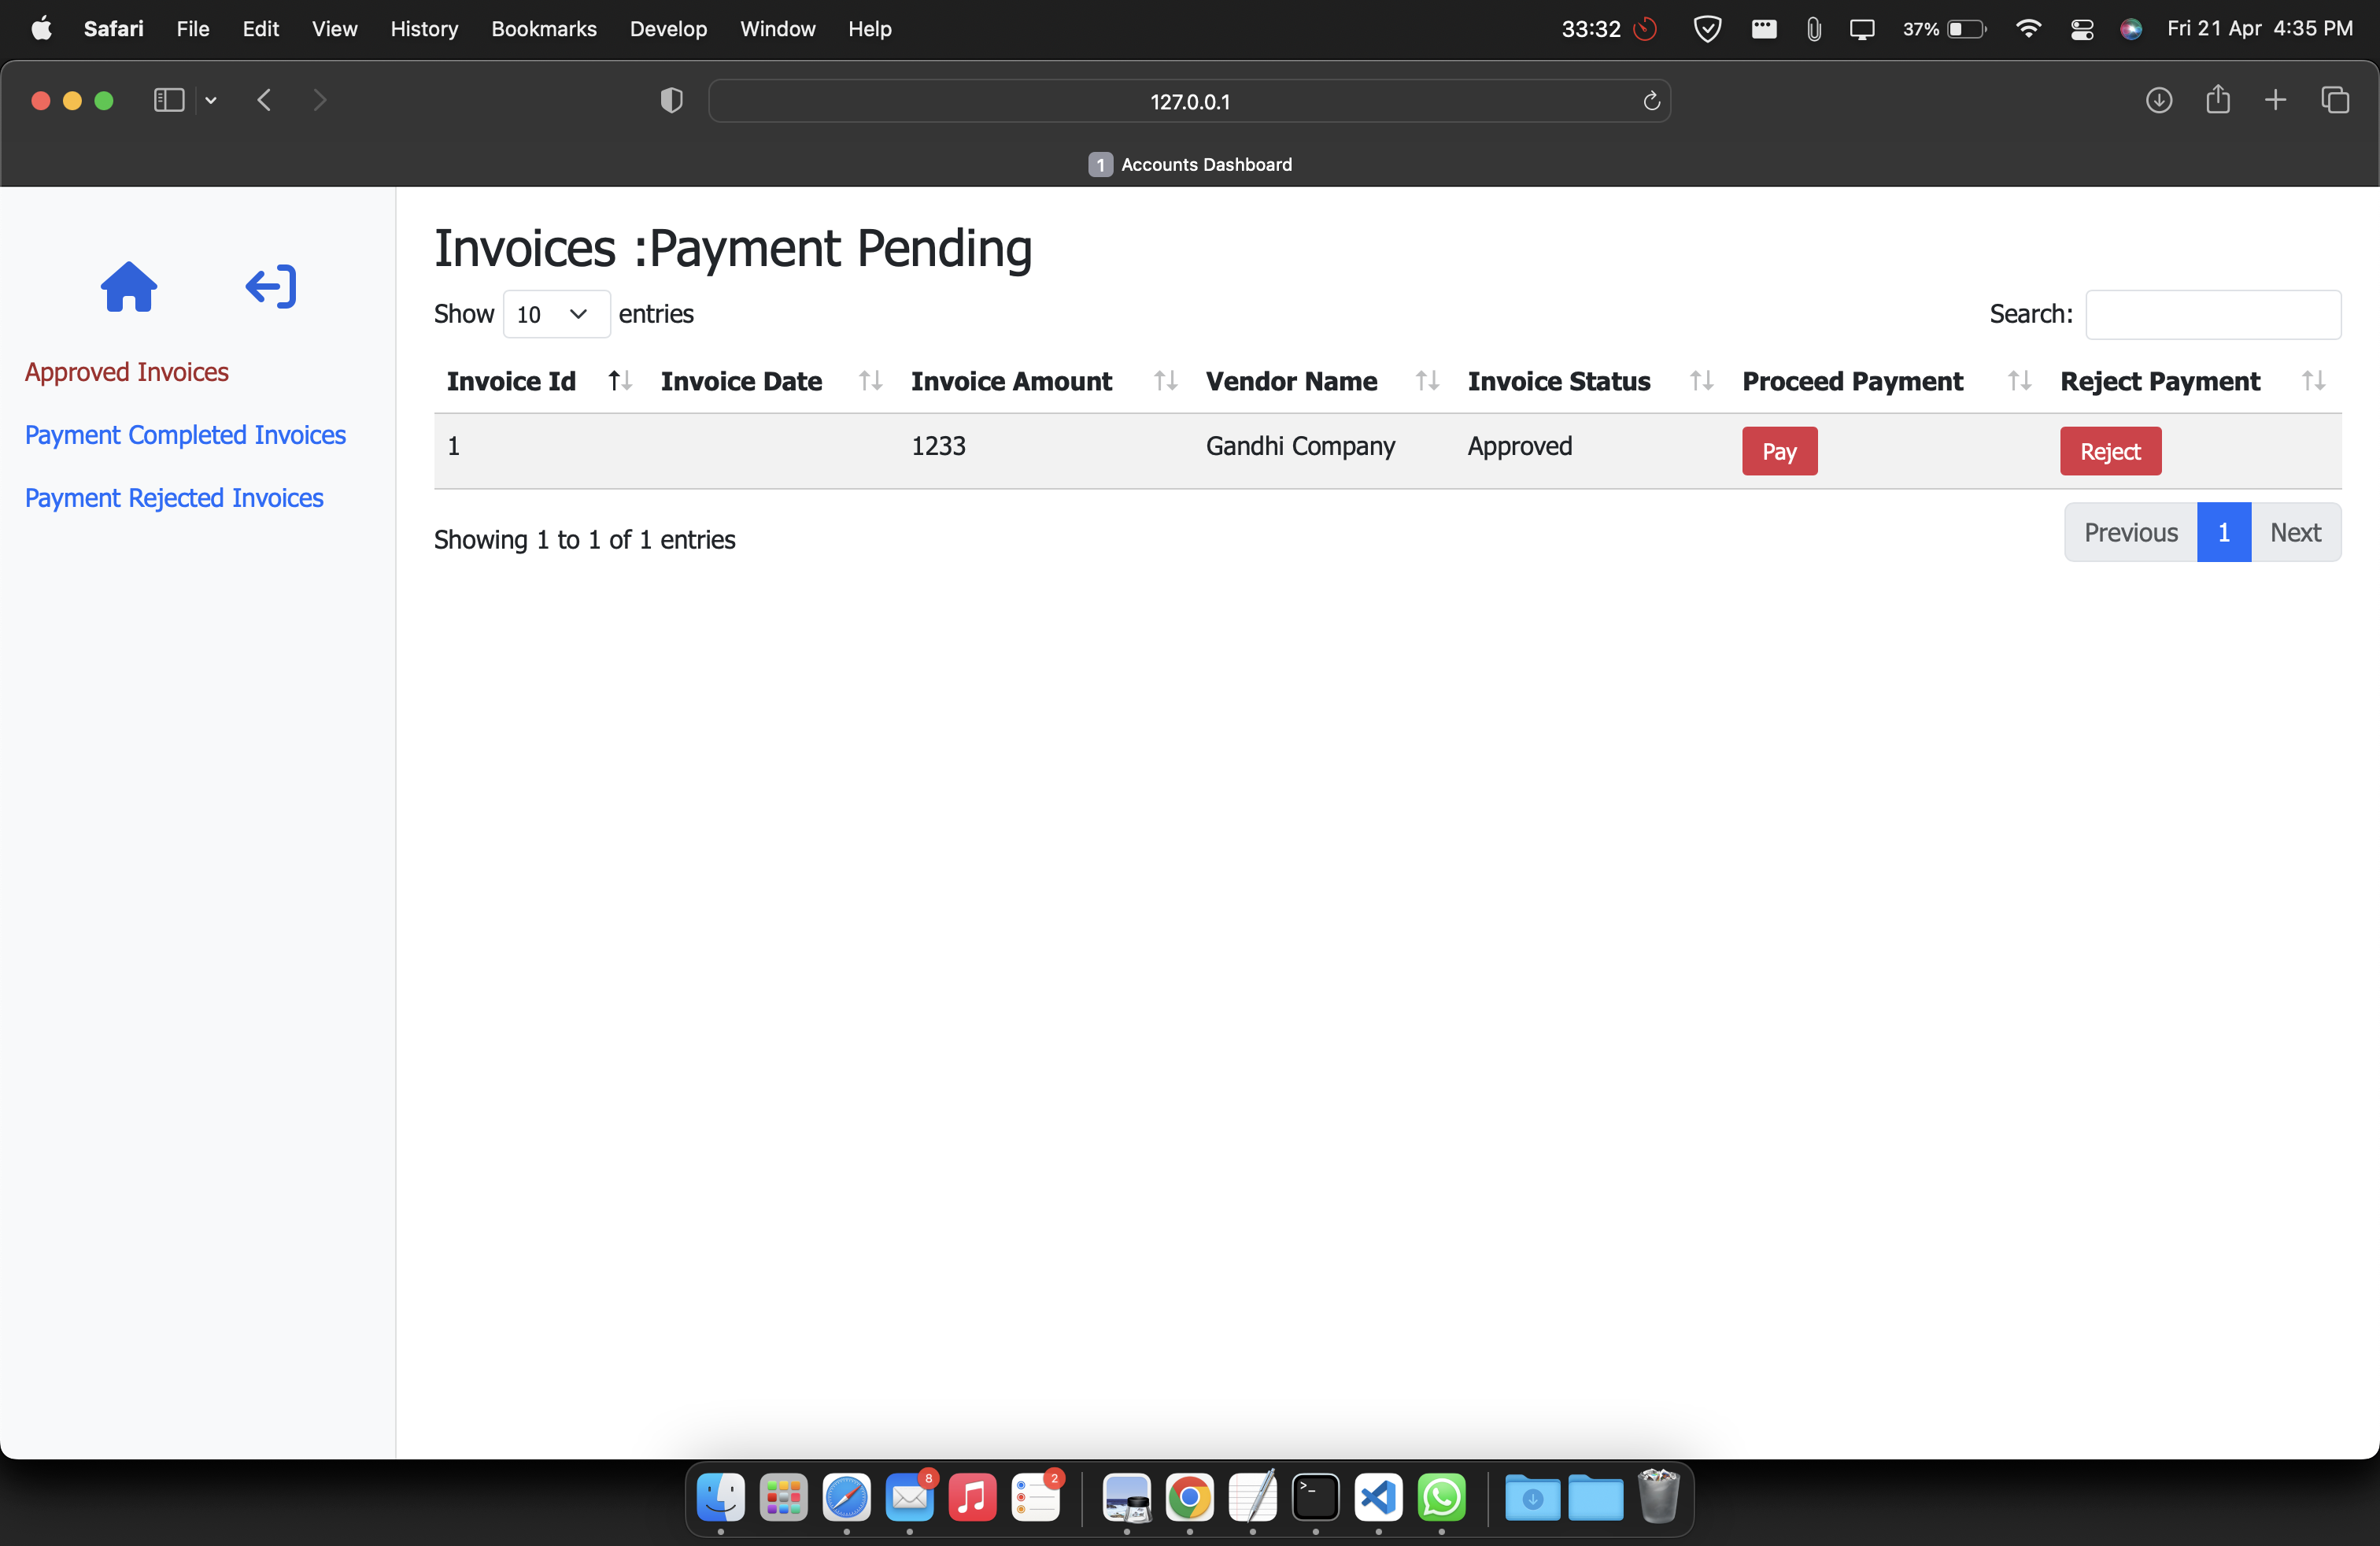 Safari File Edit View History Bookmarks Develop Window Help 33:32 37% Fri 21 Apr 4:35 PM
127.0.0.1
1 Accounts Dashboard
Invoices :Payment Pending
Show 10 entries Search:
Approved Invoices
Payment Completed Invoices
Payment Rejected Invoices
Invoice Id Invoice Date Invoice Amount Vendor Name Invoice Status Proceed Payment Reject Payment
1 1233 Gandhi Company Approved Pay Reject
Showing 1 to 1 of 1 entries Previous 1 Next
8 2